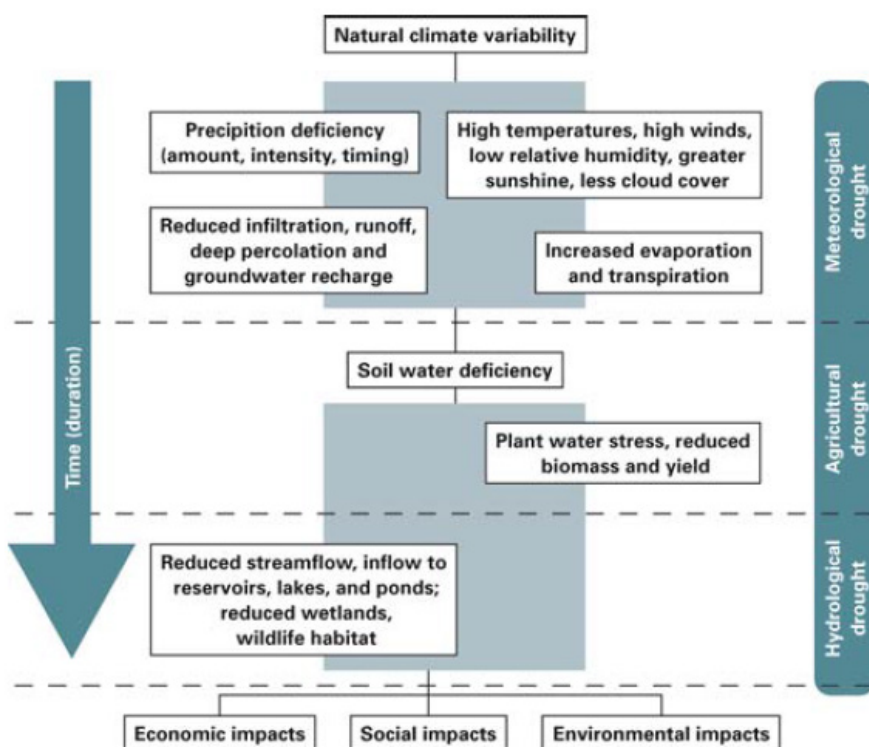 Natural climate variability
Precipition deficiency
(amount, intensity, timing)
High temperatures, high winds,
low relative humidity, greater
sunshine, less cloud cover
Reduced infiltration, runoff,
deep percolation and
groundwater recharge
Increased evaporation
and transpiration
Meteorological
drought
Time (duration)
Soil water deficiency
Plant water stress, reduced
biomass and yield
Agricultural
drought
Reduced streamflow, inflow to
reservoirs, lakes, and ponds;
reduced wetlands,
wildlife habitat
Hydrological
drought
Economic impacts
Social impacts
Environmental impacts